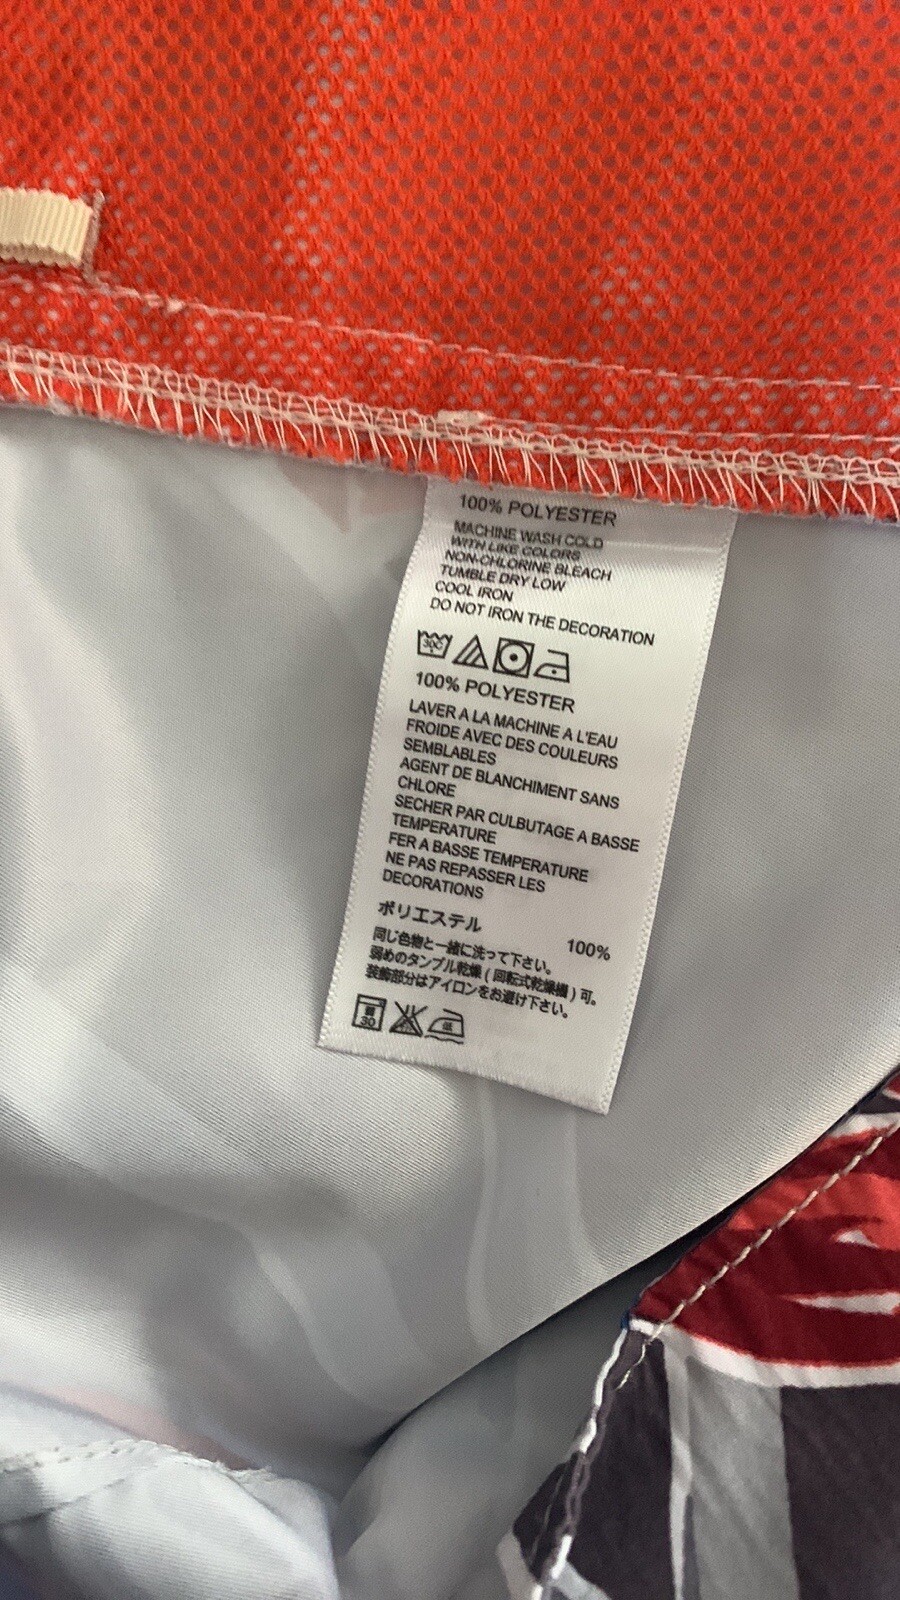 100% POLYESTER
MACHINE WASH COLD
WITH LIKE COLORS
NON-CHLORINE BLEACH
TUMBLE DRY LOW
COOL IRON
DO NOT IRON THE DECORATION
30C
100% POLYESTER
LAVER A LA MACHINE A L'EAU
FROIDE AVEC DES COULEURS
SEMBLABLES
AGENT DE BLANCHIMENT SANS
CHLORE
SECHER PAR CULBUTAGE A BASSE
TEMPERATURE
FER A BASSE TEMPERATURE
NE PAS REPASSER LES
DECORATIONS
ポリエステル 100%
同じ色物と一緒に洗って下さい。
弱めのタンブル乾燥(回転式乾燥機)可。
装飾部分はアイロンをお避け下さい。
30
低